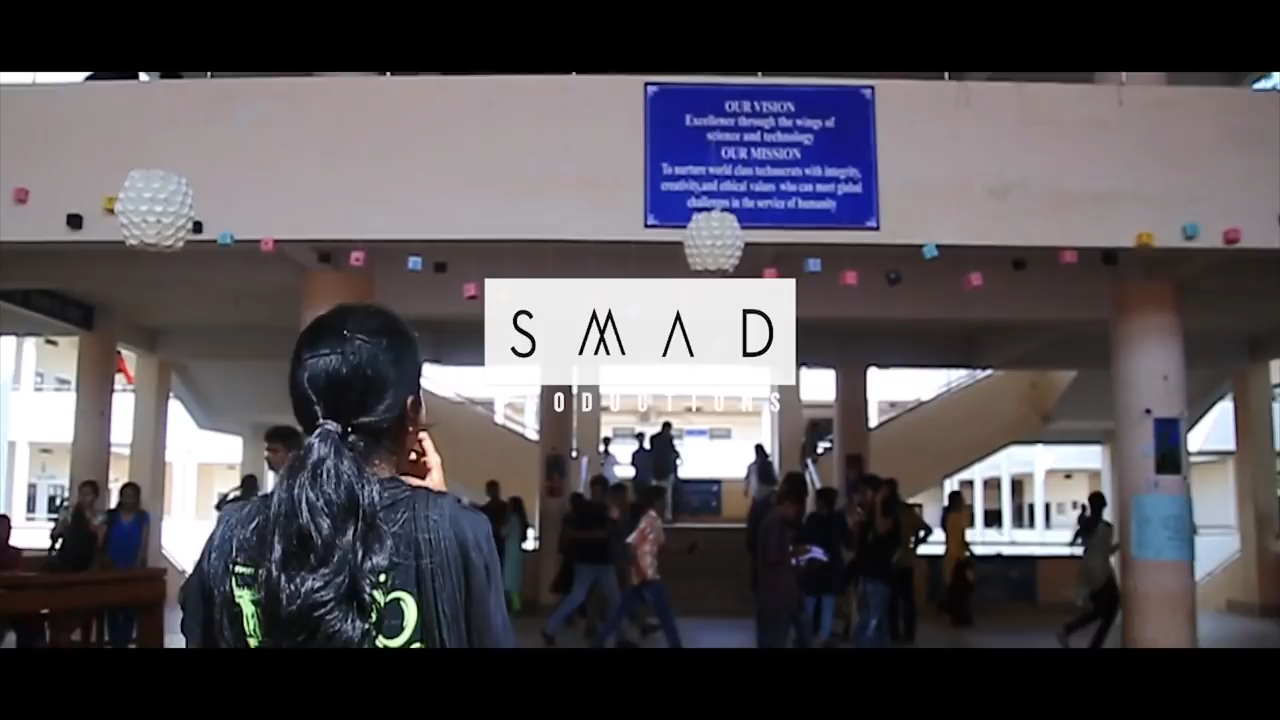 OUR VISION
Excellence through the wings of
science and technology
OUR MISSION
To nurture world class technocrats with integrity,
creativity,and ethical values who can meet global
challenges in the service of humanity
SMAD
PRODUCTIONS